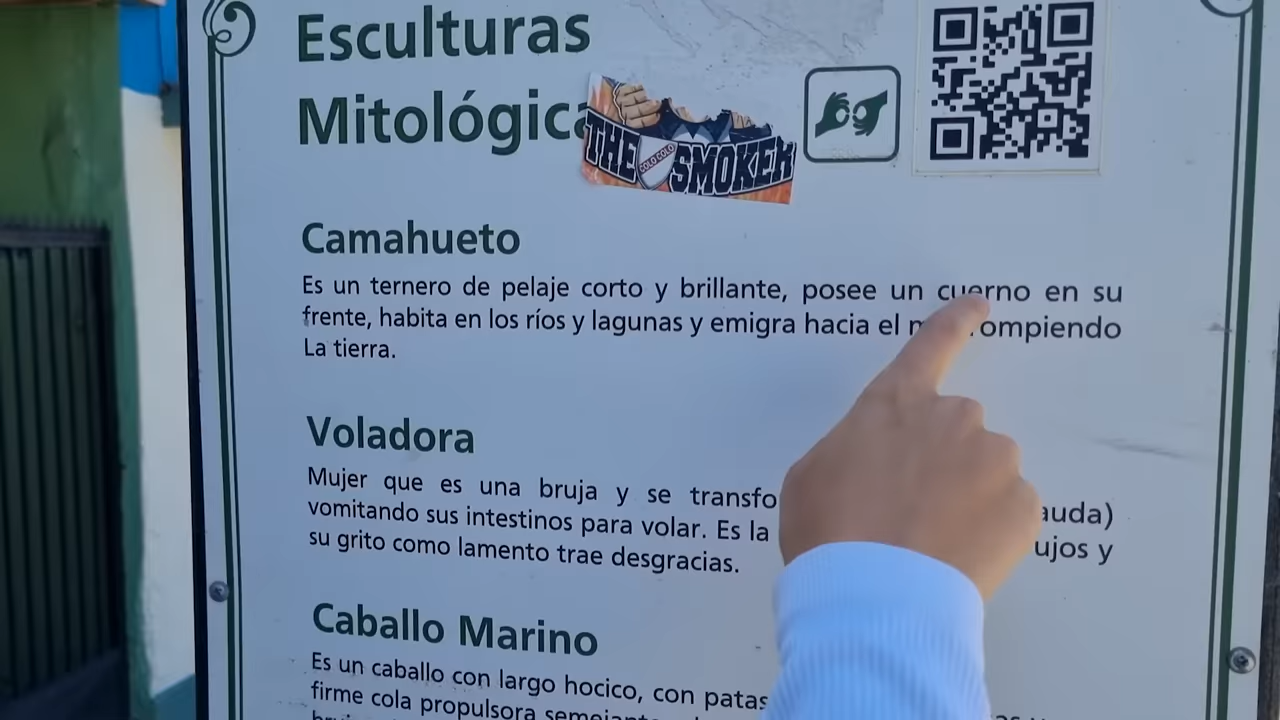 Esculturas
Mitológica
THE SMOKER
COLO COLO
Camahueto
Es un ternero de pelaje corto y brillante, posee un cuerno en su
frente, habita en los ríos y lagunas y emigra hacia el ompiendo
La tierra.
Voladora
Mujer que es una bruja y se transfo auda)
vomitando sus intestinos para volar. Es la ujos y
su grito como lamento trae desgracias.
Caballo Marino
Es un caballo con largo hocico, con patas
firme cola propulsora